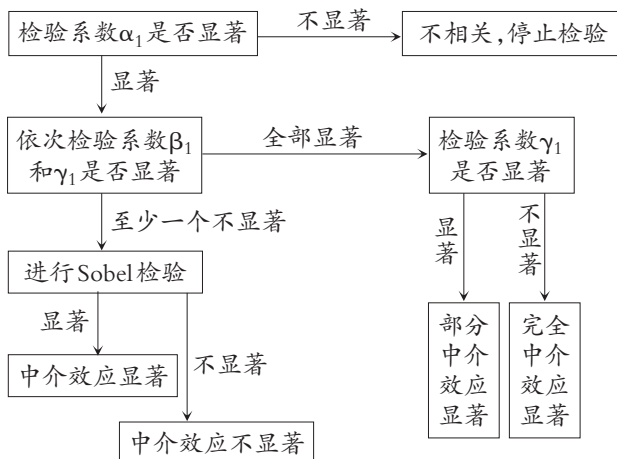 检验系数α₁是否显著
不显著
不相关,停止检验
显著
依次检验系数β₁
和γ₁是否显著
全部显著
检验系数γ₁
是否显著
至少一个不显著
显著
不显著
进行Sobel检验
显著
不显著
中介效应显著
中介效应不显著
部分
中介
效应
显著
完全
中介
效应
显著